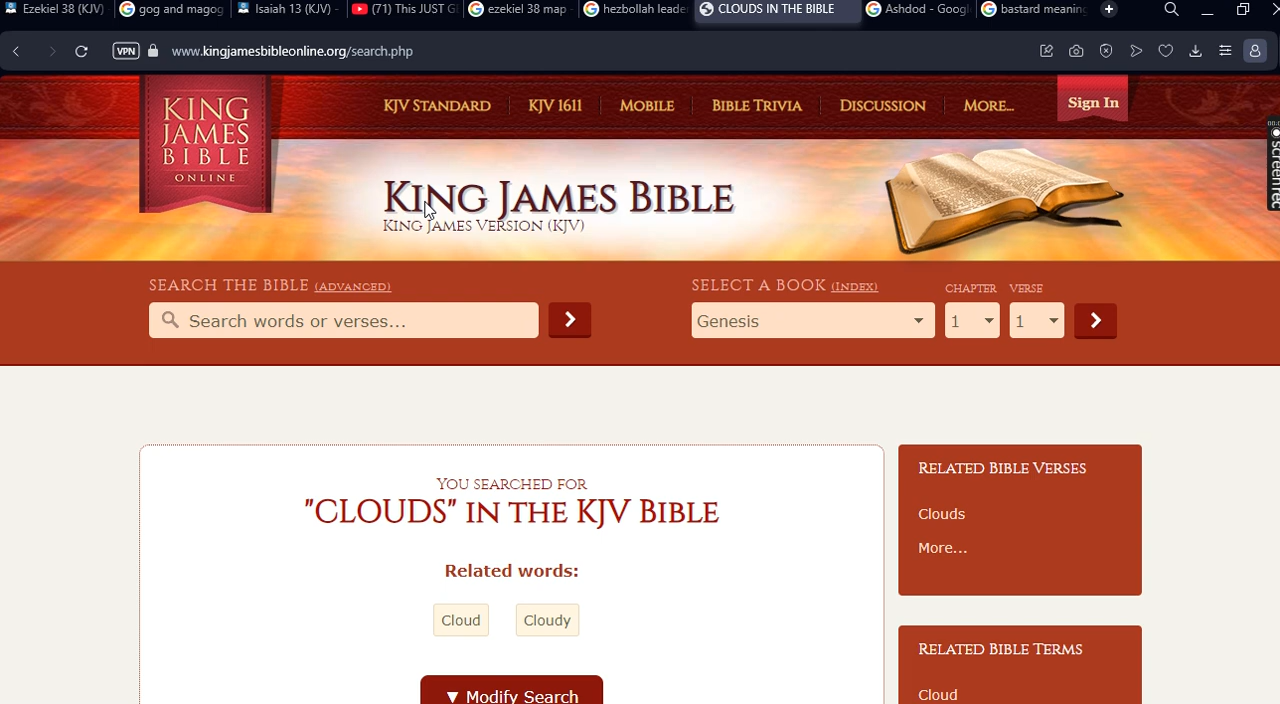 Ezekiel 38 (KJV) gog and magog Isaiah 13 (KJV) - (71) This JUST G ezekiel 38 map - hezbollah leade CLOUDS IN THE BIBLE Ashdod - Googl bastard meanin
VPN www.kingjamesbibleonline.org/search.php
KING JAMES BIBLE ONLINE
KJV STANDARD KJV 1611 MOBILE BIBLE TRIVIA DISCUSSION MORE... Sign In
screenrec
KING JAMES BIBLE
KING JAMES VERSION (KJV)
SEARCH THE BIBLE (ADVANCED) SELECT A BOOK (INDEX) CHAPTER VERSE
Search words or verses... Genesis 1 1
YOU SEARCHED FOR
"CLOUDS" IN THE KJV BIBLE
Related words:
Cloud Cloudy
▼ Modify Search
RELATED BIBLE VERSES
Clouds
More...
RELATED BIBLE TERMS
Cloud